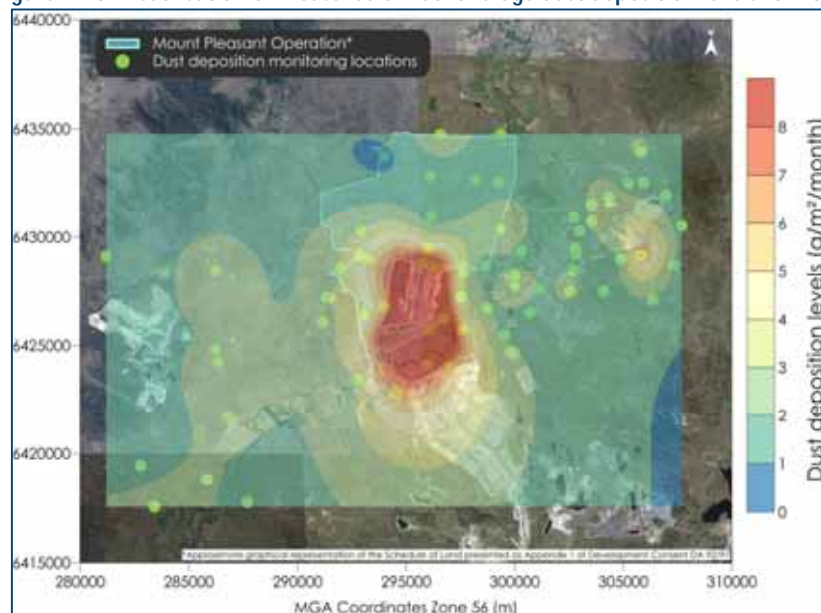 Mount Pleasant Operation*
Dust deposition monitoring locations
N
6440000
6435000
6430000
6425000
6420000
6415000
280000 285000 290000 295000 300000 305000 310000
MGA Coordinates Zone 56 (m)
8
7
6
5
4
3
2
1
0
Dust deposition levels (g/m²/month)
*Approximate graphical representation of the Schedule of Land presented as Appendix 1 of Development Consent DA 92/97